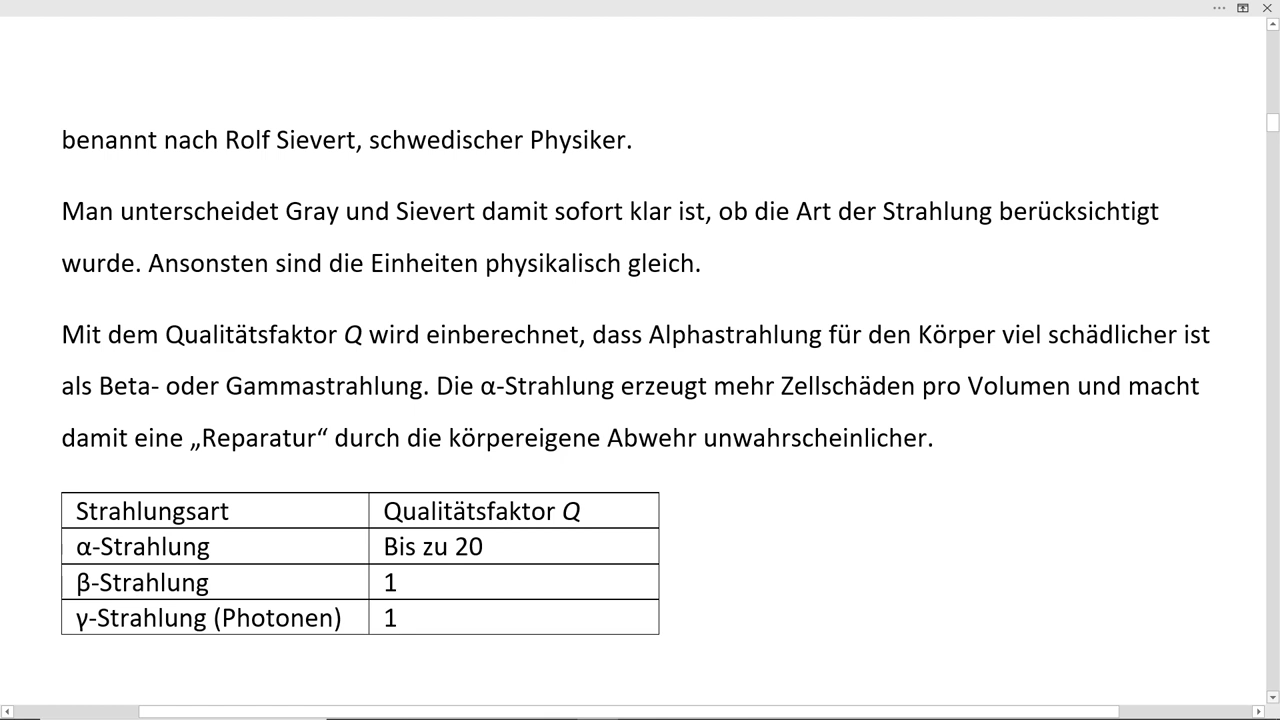 benannt nach Rolf Sievert, schwedischer Physiker.
Man unterscheidet Gray und Sievert damit sofort klar ist, ob die Art der Strahlung berücksichtigt
wurde. Ansonsten sind die Einheiten physikalisch gleich.
Mit dem Qualitätsfaktor Q wird einberechnet, dass Alphastrahlung für den Körper viel schädlicher ist
als Beta- oder Gammastrahlung. Die α-Strahlung erzeugt mehr Zellschäden pro Volumen und macht
damit eine „Reparatur“ durch die körpereigene Abwehr unwahrscheinlicher.
Strahlungsart Qualitätsfaktor Q
α-Strahlung Bis zu 20
β-Strahlung 1
γ-Strahlung (Photonen) 1